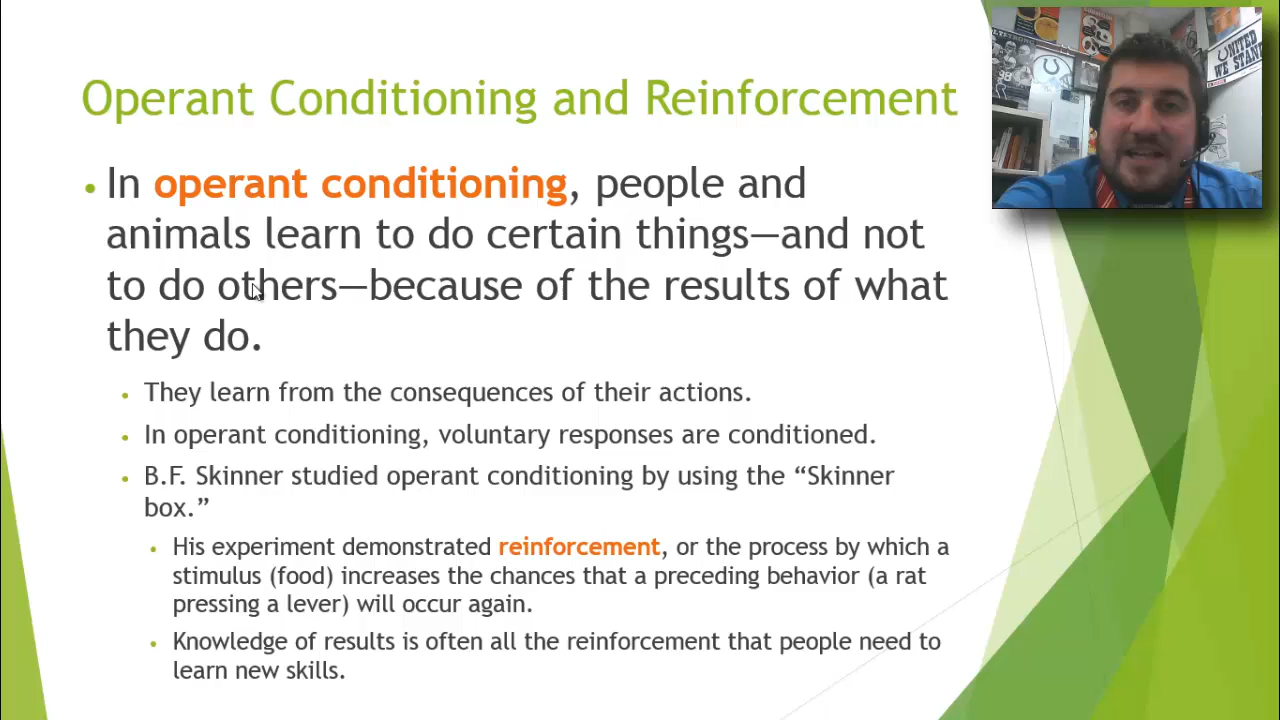 Operant Conditioning and Reinforcement
• In operant conditioning, people and
animals learn to do certain things—and not
to do others—because of the results of what
they do.
• They learn from the consequences of their actions.
• In operant conditioning, voluntary responses are conditioned.
• B.F. Skinner studied operant conditioning by using the “Skinner
box.”
• His experiment demonstrated reinforcement, or the process by which a
stimulus (food) increases the chances that a preceding behavior (a rat
pressing a lever) will occur again.
• Knowledge of results is often all the reinforcement that people need to
learn new skills.
UNITED
WE STAND
98